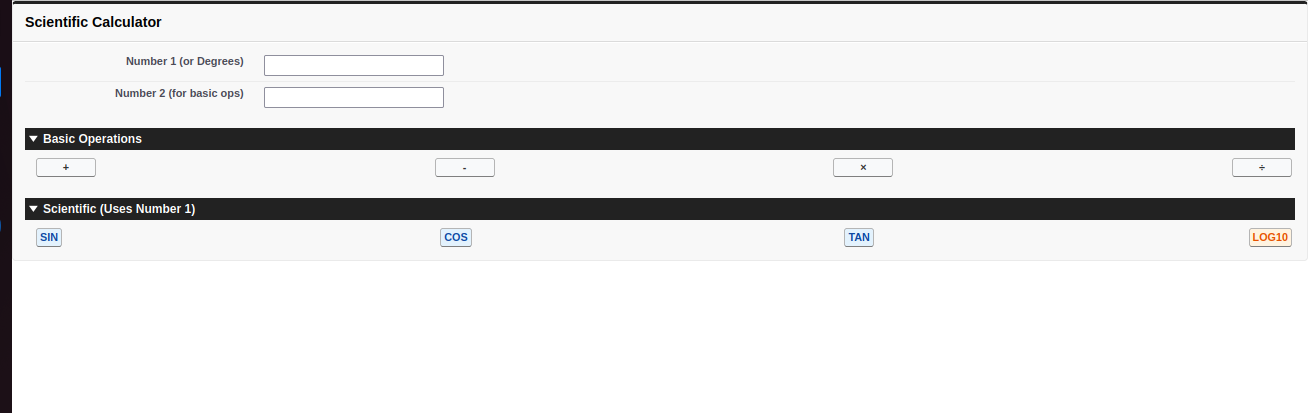 Scientific Calculator
Number 1 (or Degrees)
Number 2 (for basic ops)
Basic Operations
+ - × ÷
Scientific (Uses Number 1)
SIN COS TAN LOG10